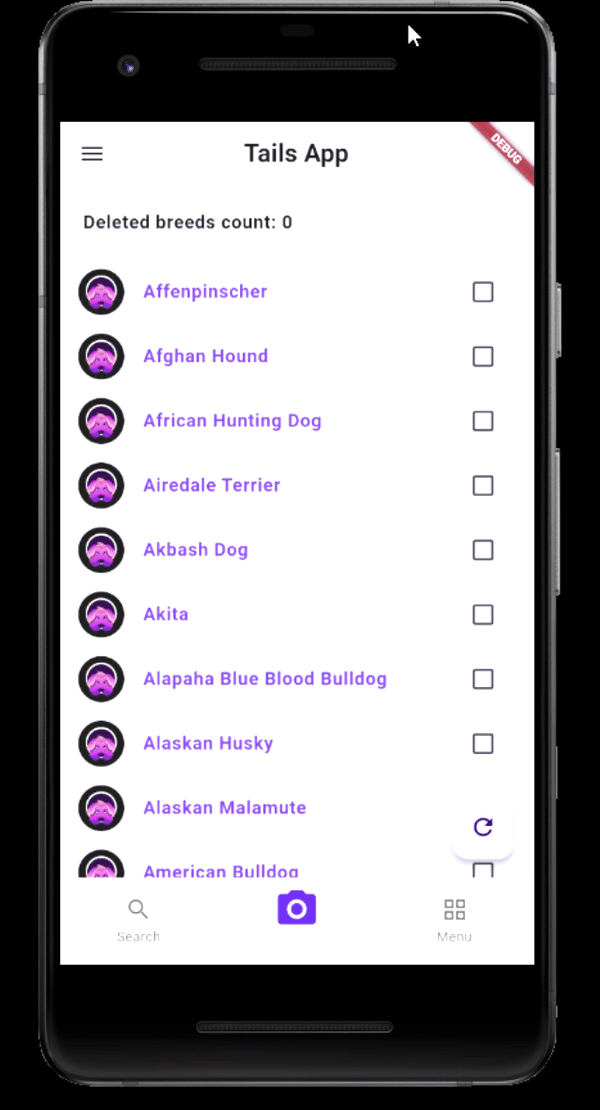 DEBUG
Tails App
Deleted breeds count: 0
Affenpinscher
Afghan Hound
African Hunting Dog
Airedale Terrier
Akbash Dog
Akita
Alapaha Blue Blood Bulldog
Alaskan Husky
Alaskan Malamute
American Bulldog
Search
Menu